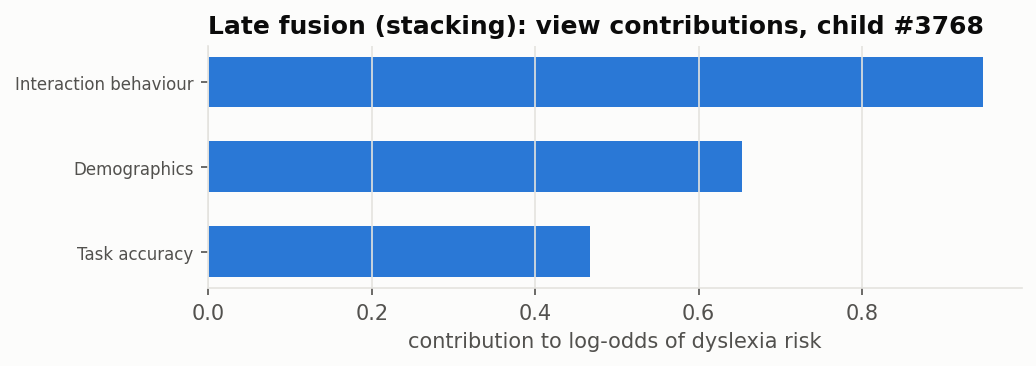 Late fusion (stacking): view contributions, child #3768
Interaction behaviour
Demographics
Task accuracy
0.0 0.2 0.4 0.6 0.8
contribution to log-odds of dyslexia risk